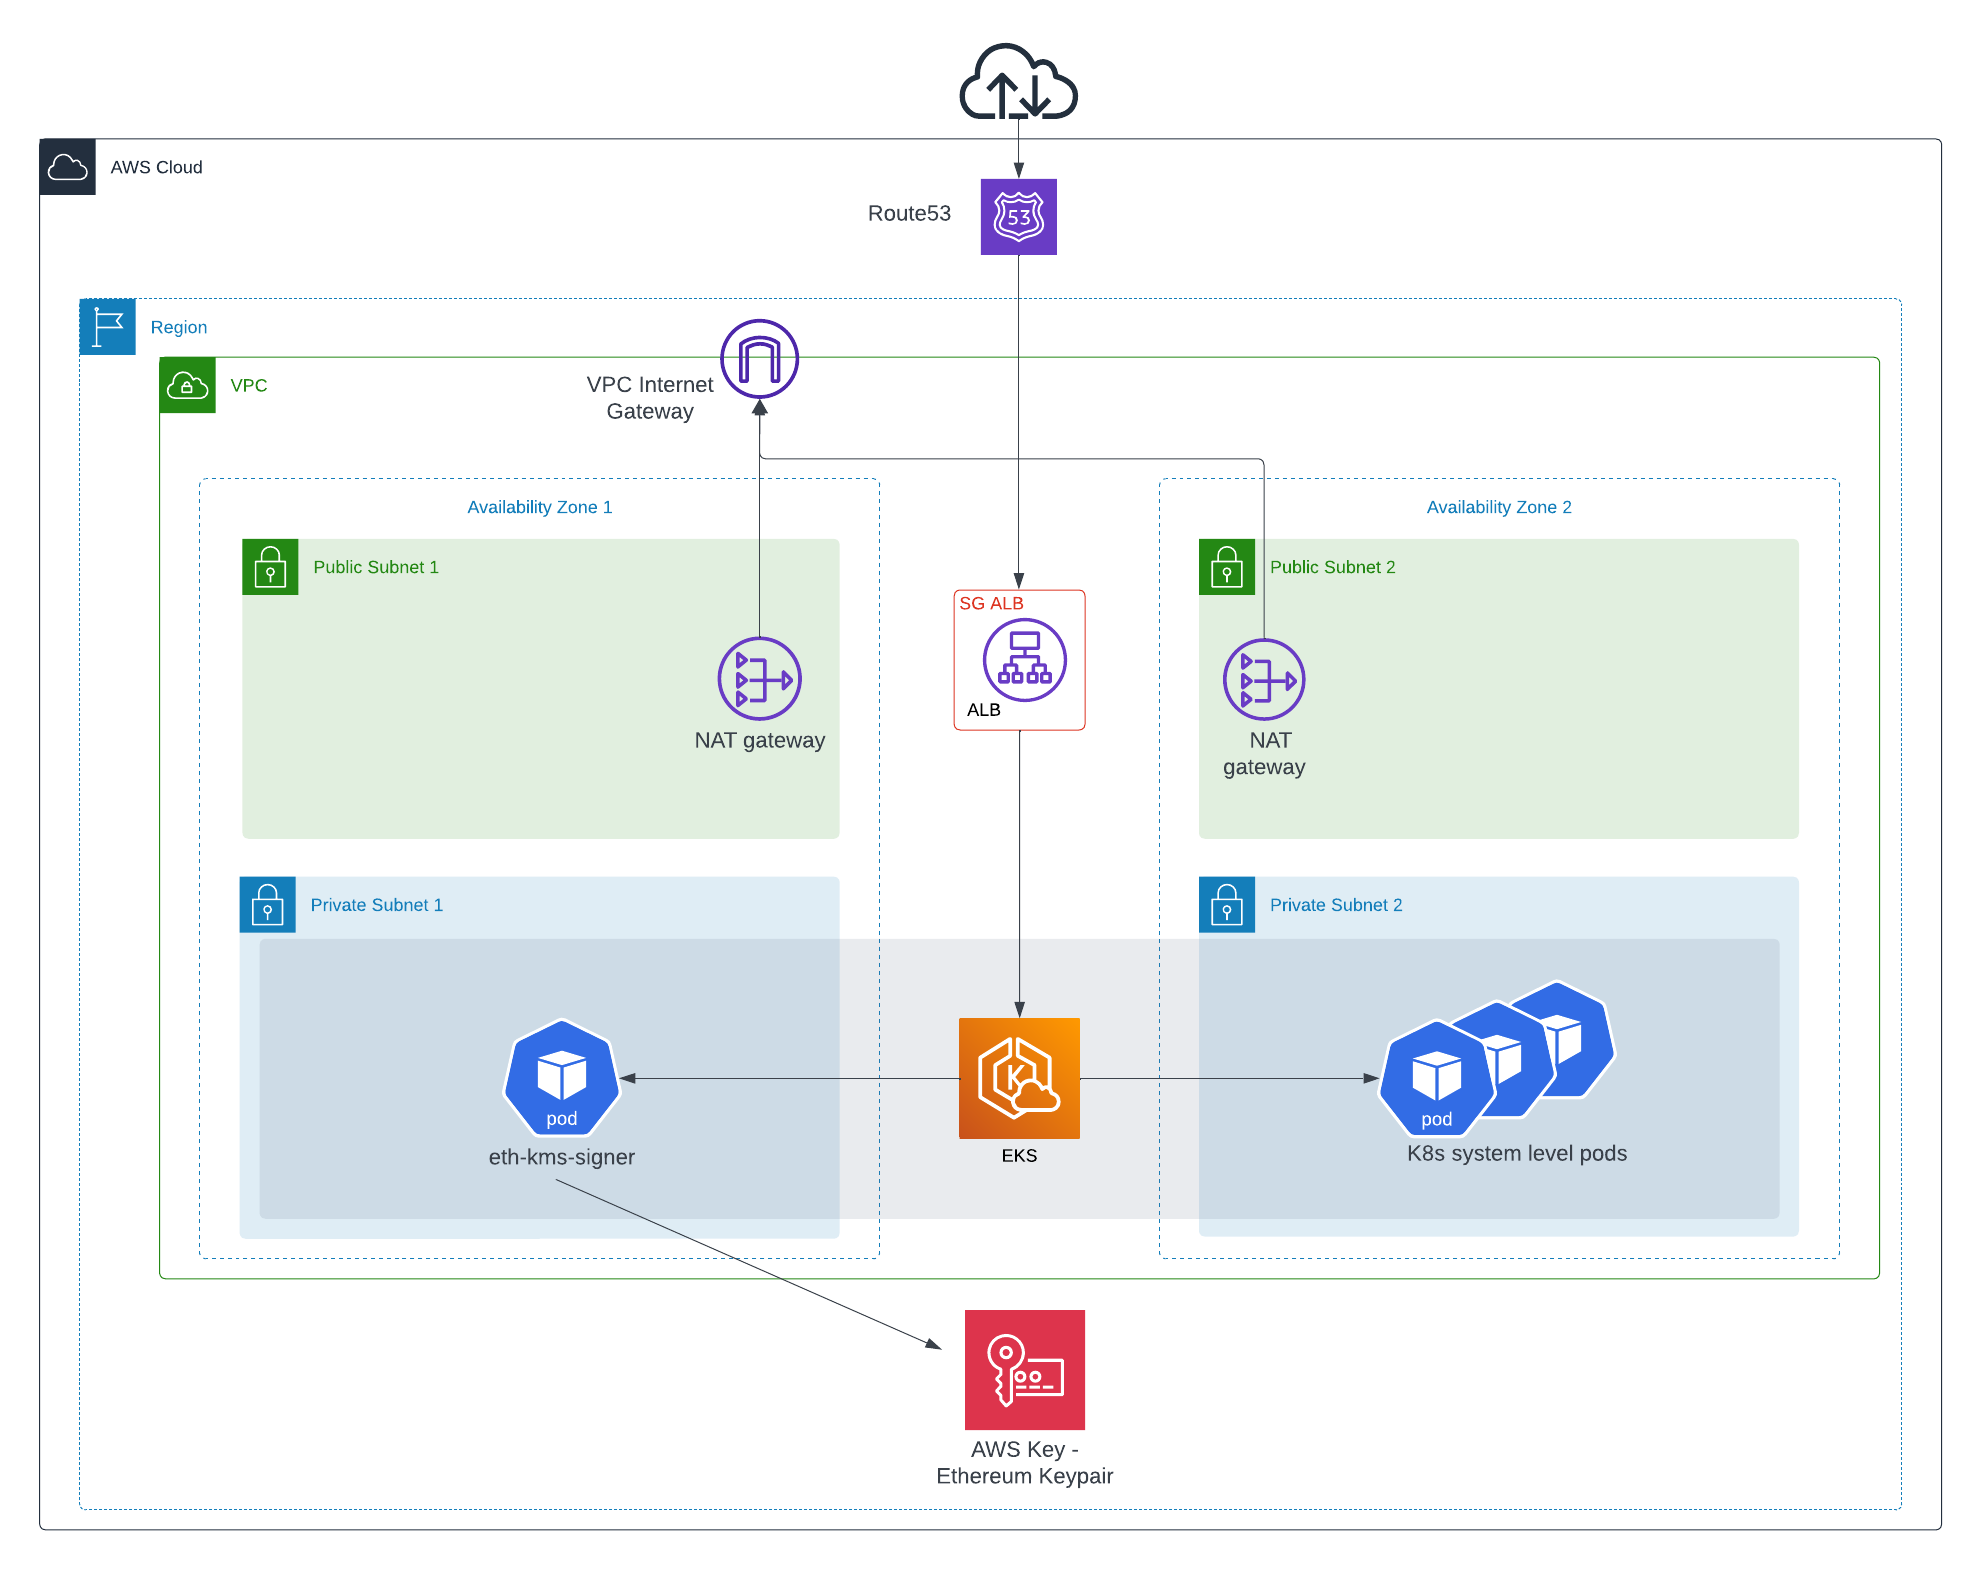 AWS Cloud
Route53
53
Region
VPC
VPC Internet
Gateway
Availability Zone 1
Availability Zone 2
Public Subnet 1
Public Subnet 2
SG ALB
ALB
NAT gateway
NAT
gateway
Private Subnet 1
Private Subnet 2
K
pod
pod
eth-kms-signer
EKS
K8s system level pods
AWS Key -
Ethereum Keypair